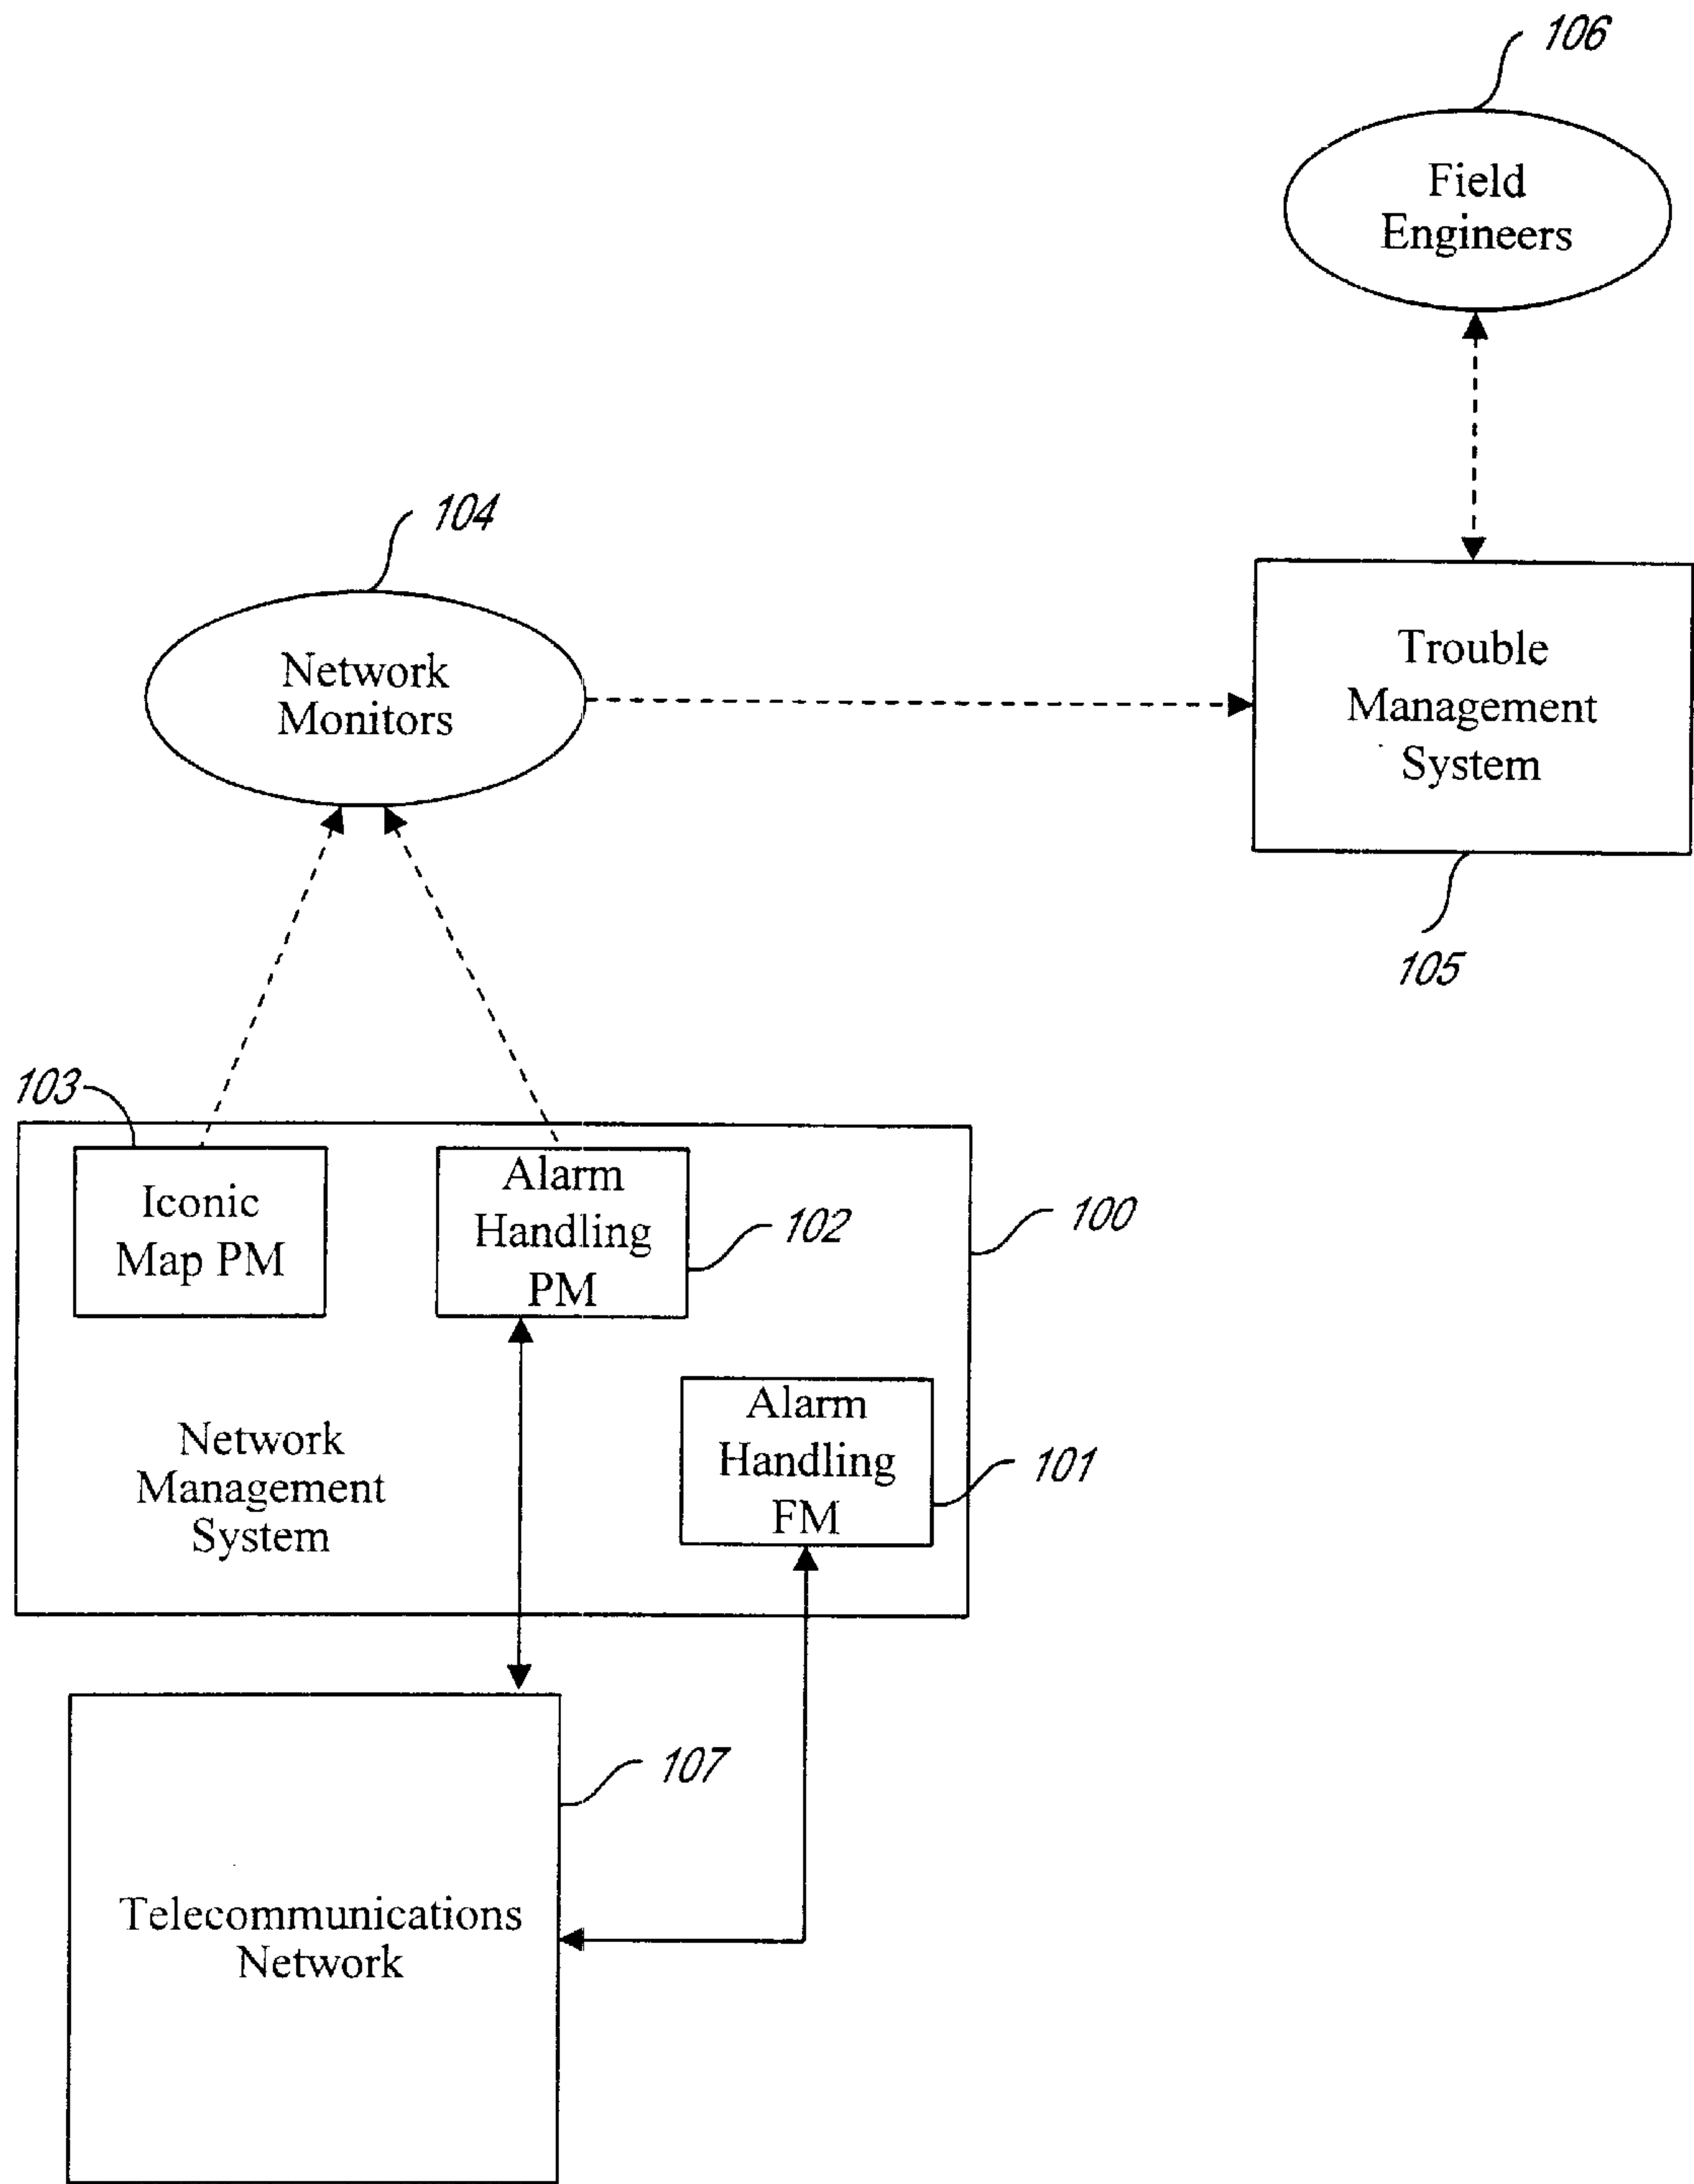 106
Field
Engineers
104
Network
Monitors
Trouble
Management
System
105
103
Iconic
Map PM
Alarm
Handling
PM
102
100
Network
Management
System
Alarm
Handling
FM
101
107
Telecommunications
Network